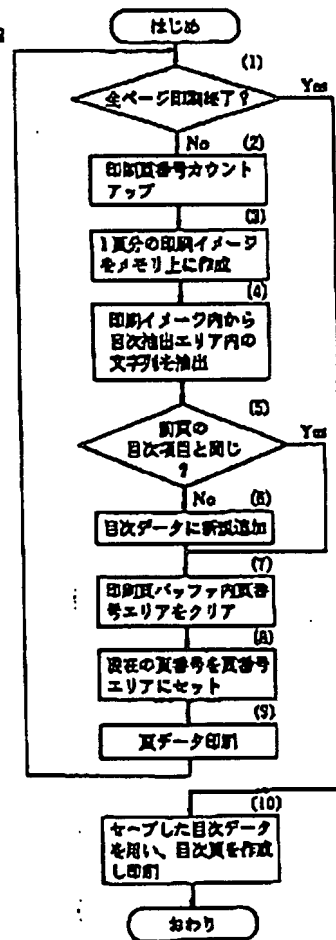 はじめ
(1)
全ページ印刷終了?
Yes
No
(2)
印刷頁番号カウント
アップ
(3)
1頁分の印刷イメージ
をメモリ上に作成
(4)
印刷イメージ内から
目次抽出エリア内の
文字列を抽出
(5)
前頁の
目次項目と同じ
?
Yes
No
(6)
目次データに新規追加
(7)
印刷頁バッファ内頁番
号エリアをクリア
(8)
現在の頁番号を頁番号
エリアにセット
(9)
頁データ印刷
(10)
セーブした目次データ
を用い、目次頁を作成
し印刷
おわり